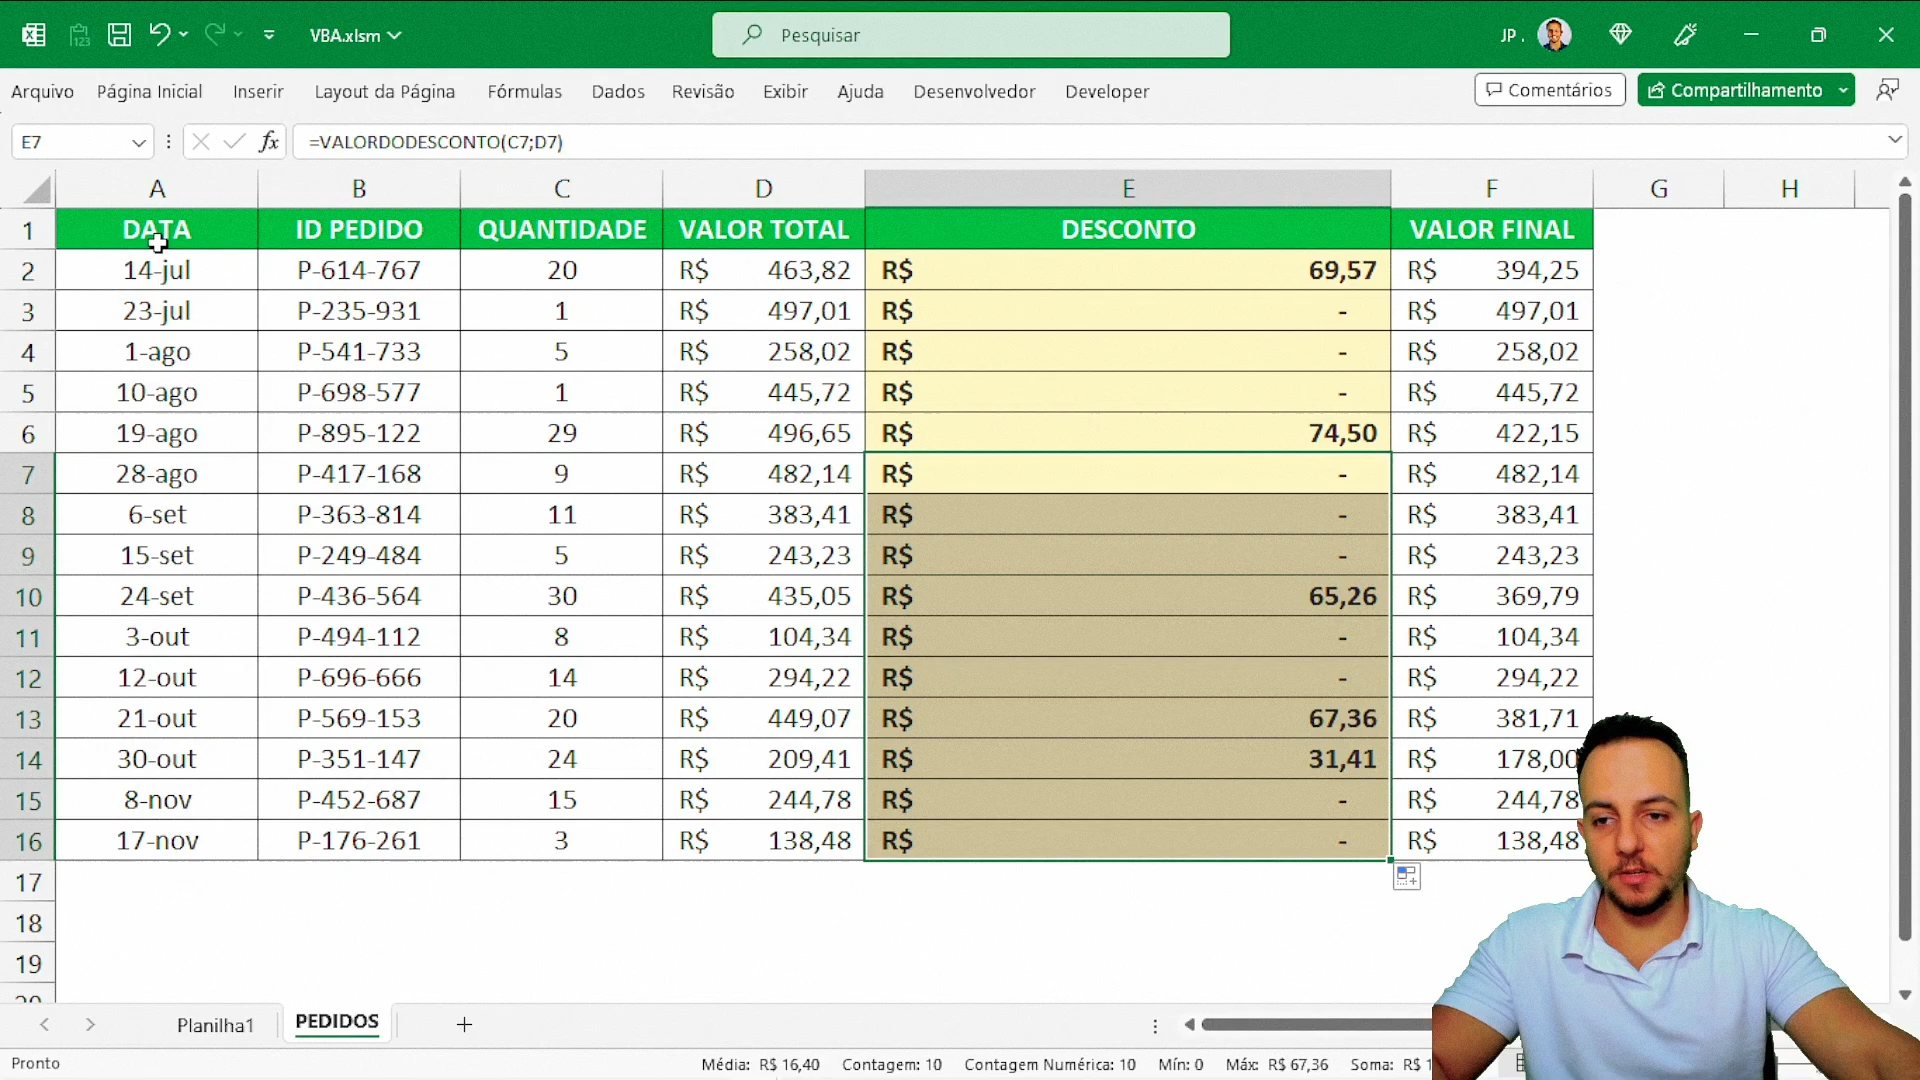 VBA.xlsm
Pesquisar
JP .
Arquivo Página Inicial Inserir Layout da Página Fórmulas Dados Revisão Exibir Ajuda Desenvolvedor Developer Comentários Compartilhamento
E7 fx =VALORDODESCONTO(C7;D7)
A B C D E F G H
1 DATA ID PEDIDO QUANTIDADE VALOR TOTAL DESCONTO VALOR FINAL
2 14-jul P-614-767 20 R$ 463,82 R$ 69,57 R$ 394,25
3 23-jul P-235-931 1 R$ 497,01 R$ - R$ 497,01
4 1-ago P-541-733 5 R$ 258,02 R$ - R$ 258,02
5 10-ago P-698-577 1 R$ 445,72 R$ - R$ 445,72
6 19-ago P-895-122 29 R$ 496,65 R$ 74,50 R$ 422,15
7 28-ago P-417-168 9 R$ 482,14 R$ - R$ 482,14
8 6-set P-363-814 11 R$ 383,41 R$ - R$ 383,41
9 15-set P-249-484 5 R$ 243,23 R$ - R$ 243,23
10 24-set P-436-564 30 R$ 435,05 R$ 65,26 R$ 369,79
11 3-out P-494-112 8 R$ 104,34 R$ - R$ 104,34
12 12-out P-696-666 14 R$ 294,22 R$ - R$ 294,22
13 21-out P-569-153 20 R$ 449,07 R$ 67,36 R$ 381,71
14 30-out P-351-147 24 R$ 209,41 R$ 31,41 R$ 178,00
15 8-nov P-452-687 15 R$ 244,78 R$ - R$ 244,78
16 17-nov P-176-261 3 R$ 138,48 R$ - R$ 138,48
17
18
19
Planilha1 PEDIDOS
Pronto Média: R$ 16,40 Contagem: 10 Contagem Numérica: 10 Mín: 0 Máx: R$ 67,36 Soma: R$